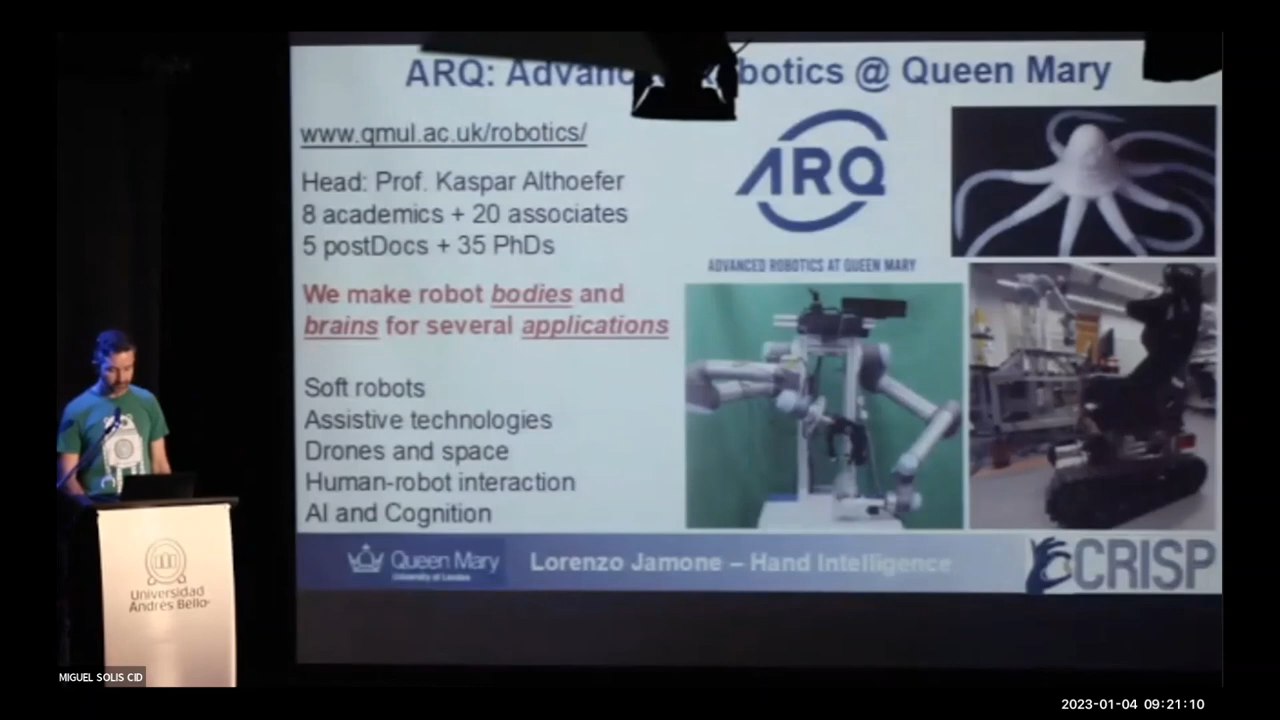 ARQ: Advanc botics @ Queen Mary
www.qmul.ac.uk/robotics/
Head: Prof. Kaspar Althoefer
8 academics + 20 associates
5 postDocs + 35 PhDs
We make robot bodies and
brains for several applications
Soft robots
Assistive technologies
Drones and space
Human-robot interaction
AI and Cognition
ARQ
ADVANCED ROBOTICS AT QUEEN MARY
Queen Mary
University of London
Lorenzo Jamone – Hand Intelligence
CRISP
Universidad
Andrés Bello
MIGUEL SOLIS CID
2023-01-04 09:21:10